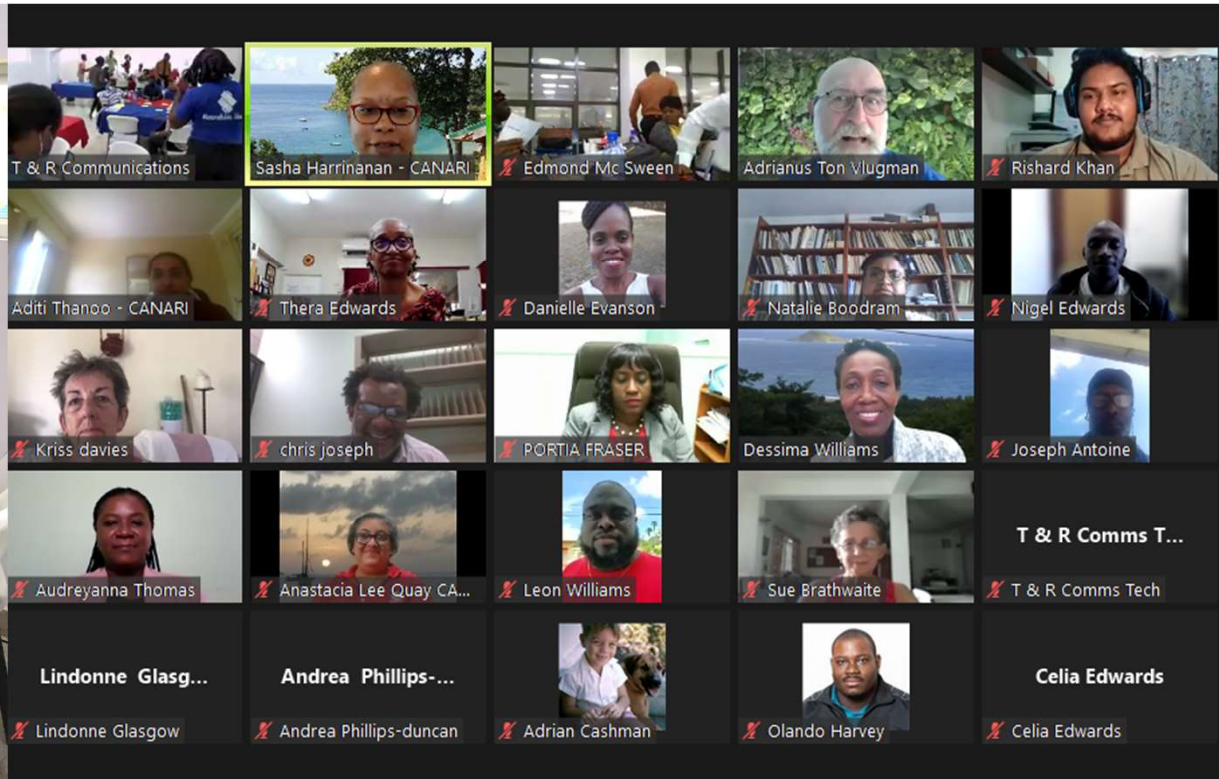 T & R Communications
Sasha Harrinanan - CANARI
Edmond Mc Sween
Adrianus Ton Vlugman
Rishard Khan
Aditi Thanoo - CANARI
Thera Edwards
Danielle Evanson
Natalie Boodram
Nigel Edwards
Kriss davies
chris joseph
PORTIA FRASER
Dessima Williams
Joseph Antoine
Audreyanna Thomas
Anastacia Lee Quay CA...
Leon Williams
Sue Brathwaite
T & R Comms T...
T & R Comms Tech
Lindonne Glasg...
Lindonne Glasgow
Andrea Phillips-...
Andrea Phillips-duncan
Adrian Cashman
Olando Harvey
Celia Edwards
Celia Edwards